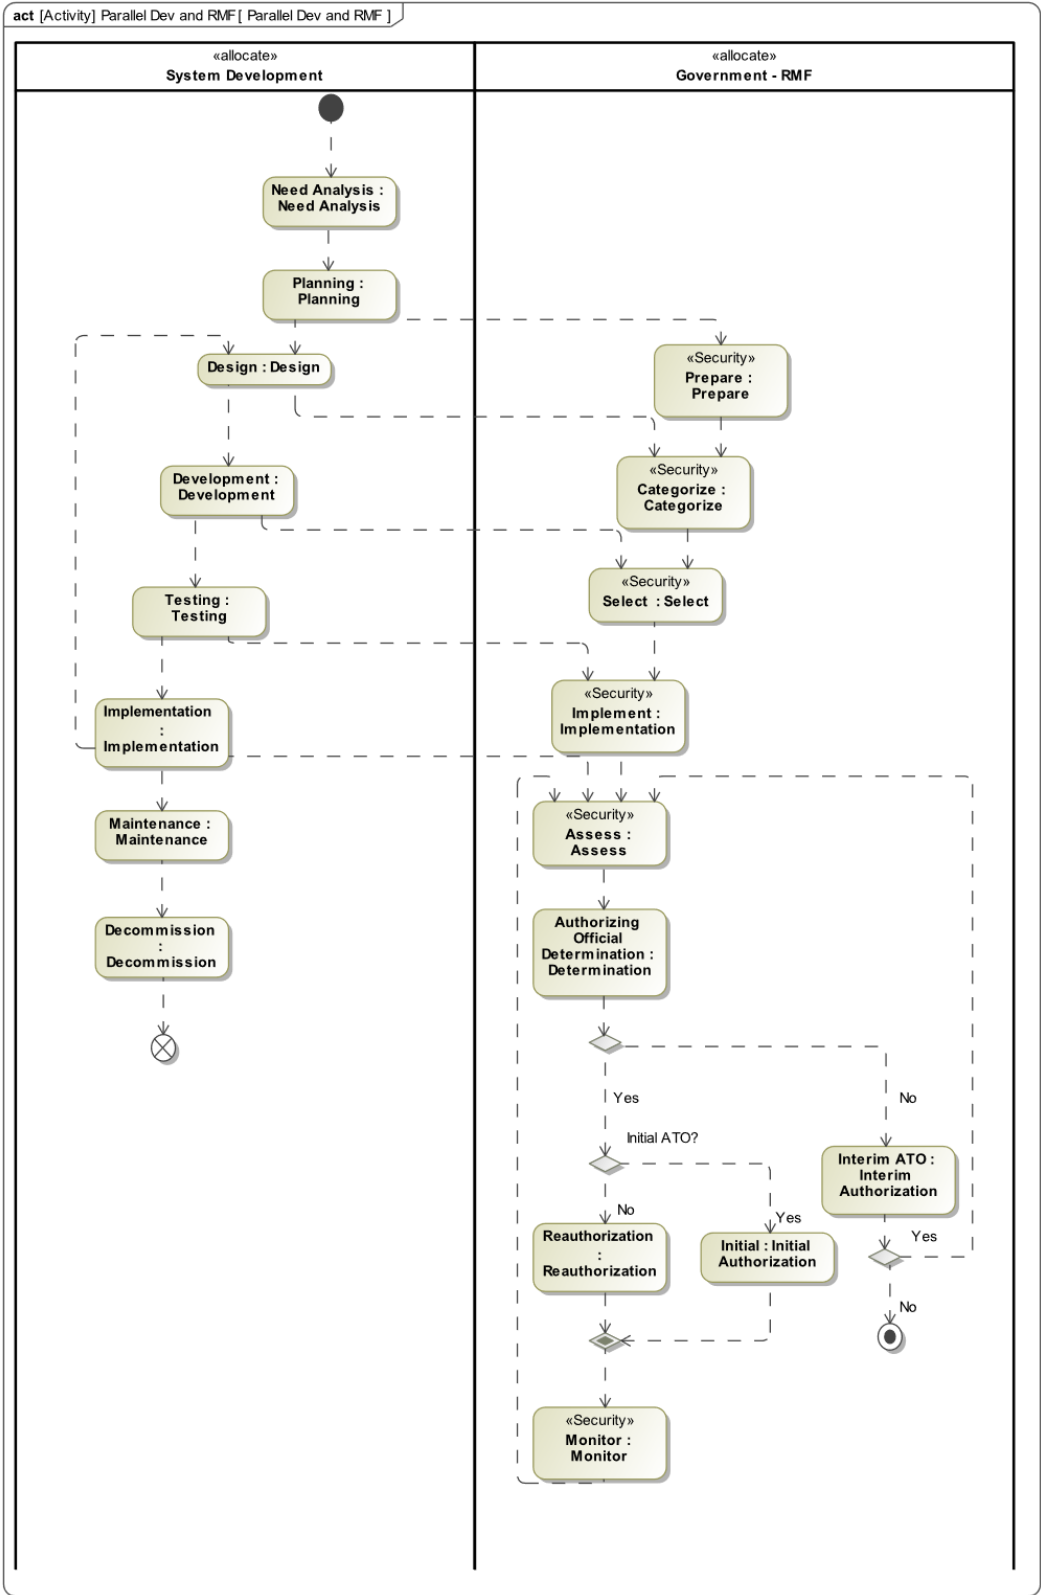 act [Activity] Parallel Dev and RMF[ Parallel Dev and RMF ]
«allocate»
System Development
«allocate»
Government - RMF
Need Analysis :
Need Analysis
Planning :
Planning
Design : Design
«Security»
Prepare :
Prepare
«Security»
Categorize :
Categorize
Development :
Development
«Security»
Select : Select
Testing :
Testing
«Security»
Implement :
Implementation
Implementation
:
Implementation
Maintenance :
Maintenance
«Security»
Assess :
Assess
Decommission
:
Decommission
Authorizing
Official
Determination :
Determination
Yes
No
Initial ATO?
Interim ATO :
Interim
Authorization
No
Yes
Yes
Reauthorization
:
Reauthorization
Initial : Initial
Authorization
No
«Security»
Monitor :
Monitor